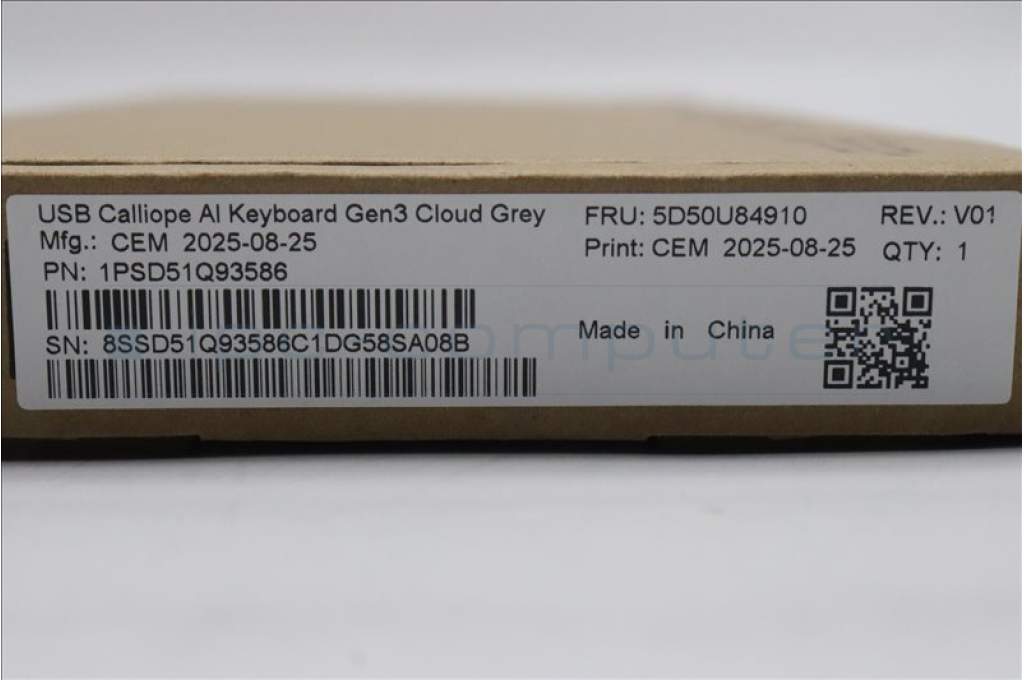 USB Calliope AI Keyboard Gen3 Cloud Grey
Mfg.: CEM 2025-08-25
PN: 1PSD51Q93586
SN: 8SSD51Q93586C1DG58SA08B
FRU: 5D50U84910 REV.: V01
Print: CEM 2025-08-25 QTY: 1
Made in China
computer